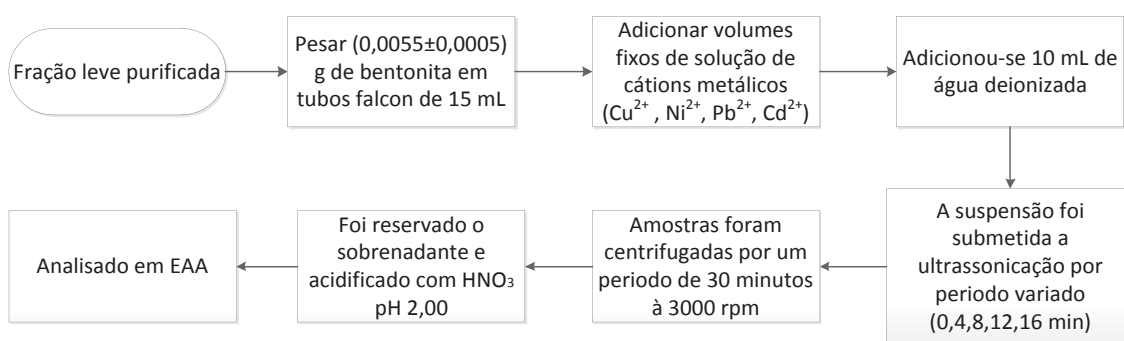 Fração leve purificada
Pesar (0,0055±0,0005)
g de bentonita em
tubos falcon de 15 mL
Adicionar volumes
fixos de solução de
cátions metálicos
(Cu²⁺ , Ni²⁺, Pb²⁺, Cd²⁺)
Adicionou-se 10 mL de
água deionizada
A suspensão foi
submetida a
ultrassonicação por
periodo variado
(0,4,8,12,16 min)
Amostras foram
centrifugadas por um
periodo de 30 minutos
à 3000 rpm
Foi reservado o
sobrenadante e
acidificado com HNO₃
pH 2,00
Analisado em EAA